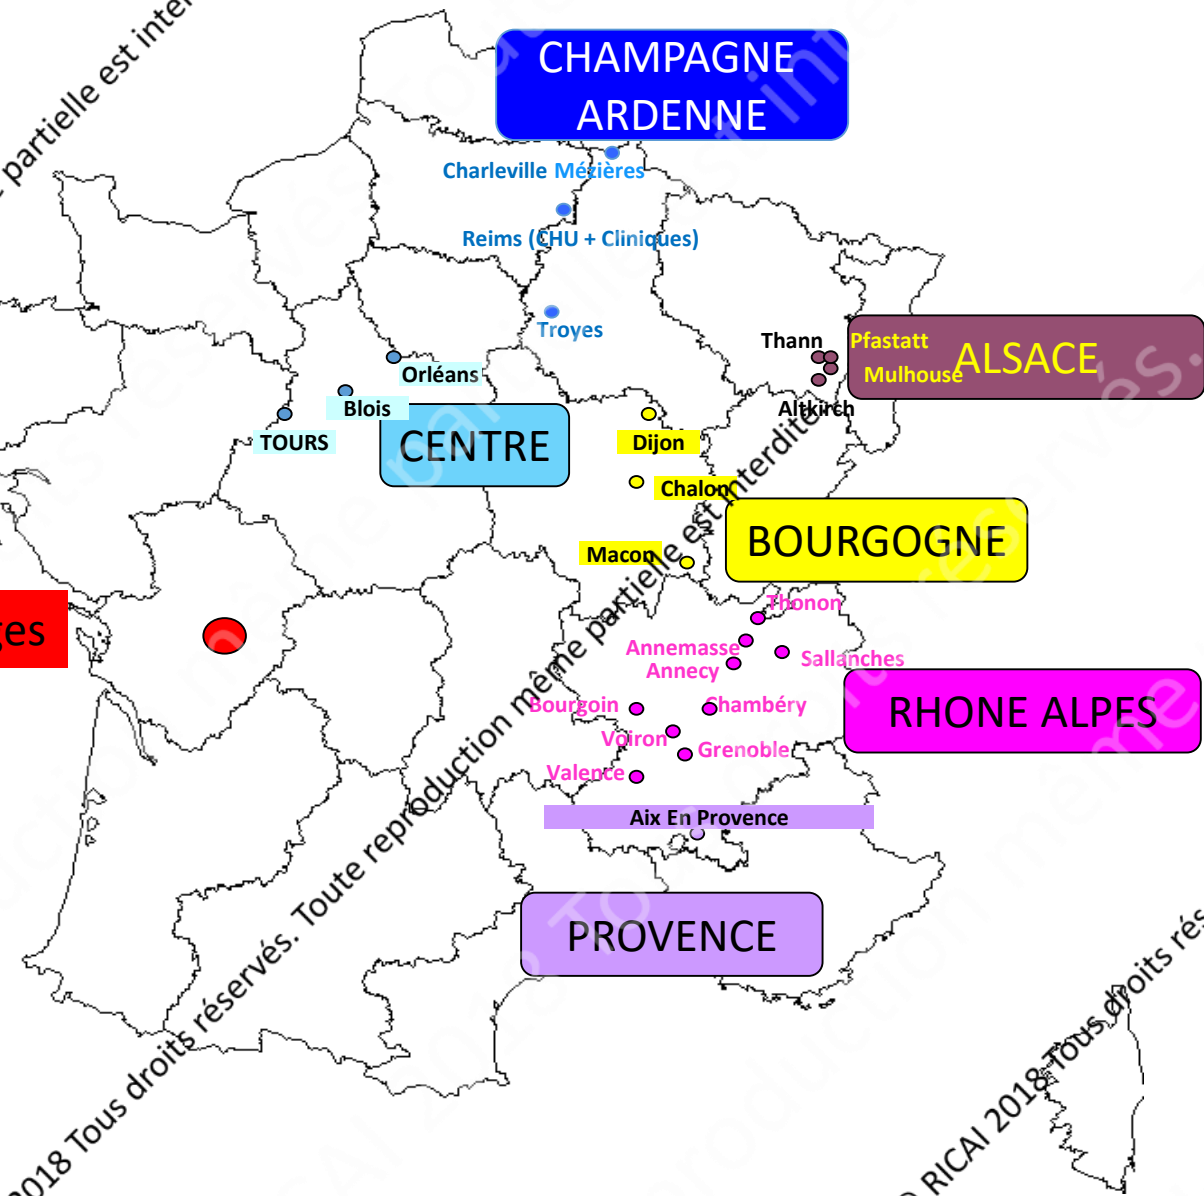 partielle est inter
CHAMPAGNE
ARDENNE
Charleville Mézières
Reims (CHU + Cliniques)
Troyes
Thann
Pfastatt
ALSACE
Mulhouse
Altkirch
Orléans
Blois
TOURS
CENTRE
Dijon
Chalon
Macon
BOURGOGNE
ges
Thonon
Annemasse
Annecy
Sallanches
Bourgoin
Chambéry
RHONE ALPES
Voiron
Grenoble
Valence
Aix En Provence
PROVENCE
2018 Tous droits réservés. Toute reproduction même partielle est interdite
RICAI 2018 Tous droits rés